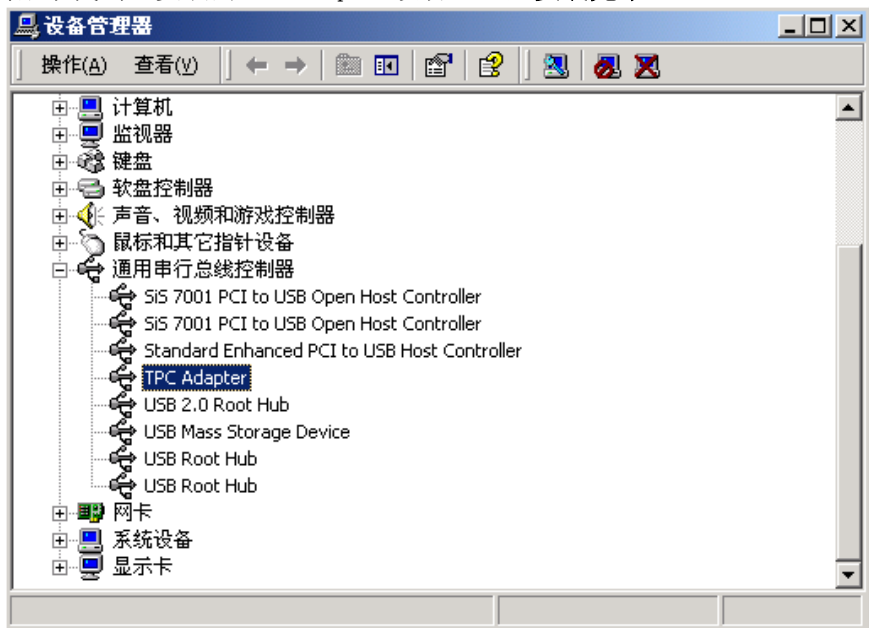 设备管理器
操作(A) 查看(V)
计算机
监视器
键盘
软盘控制器
声音、视频和游戏控制器
鼠标和其它指针设备
通用串行总线控制器
SiS 7001 PCI to USB Open Host Controller
SiS 7001 PCI to USB Open Host Controller
Standard Enhanced PCI to USB Host Controller
TPC Adapter
USB 2.0 Root Hub
USB Mass Storage Device
USB Root Hub
USB Root Hub
网卡
系统设备
显示卡